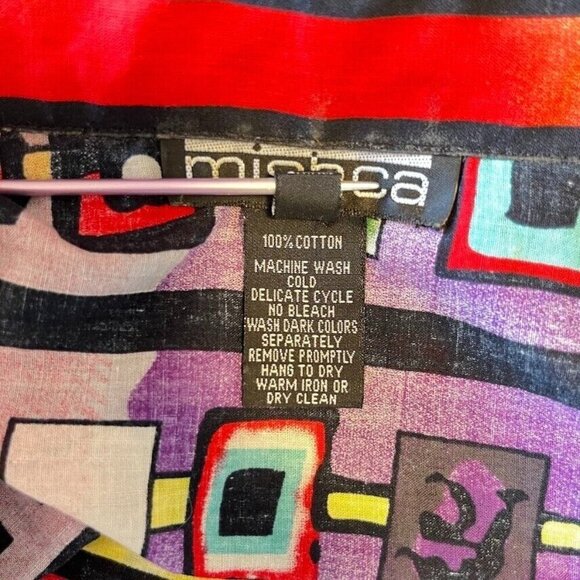 mishca
100% COTTON
MACHINE WASH
COLD
DELICATE CYCLE
NO BLEACH
WASH DARK COLORS
SEPARATELY
REMOVE PROMPTLY
HANG TO DRY
WARM IRON OR
DRY CLEAN